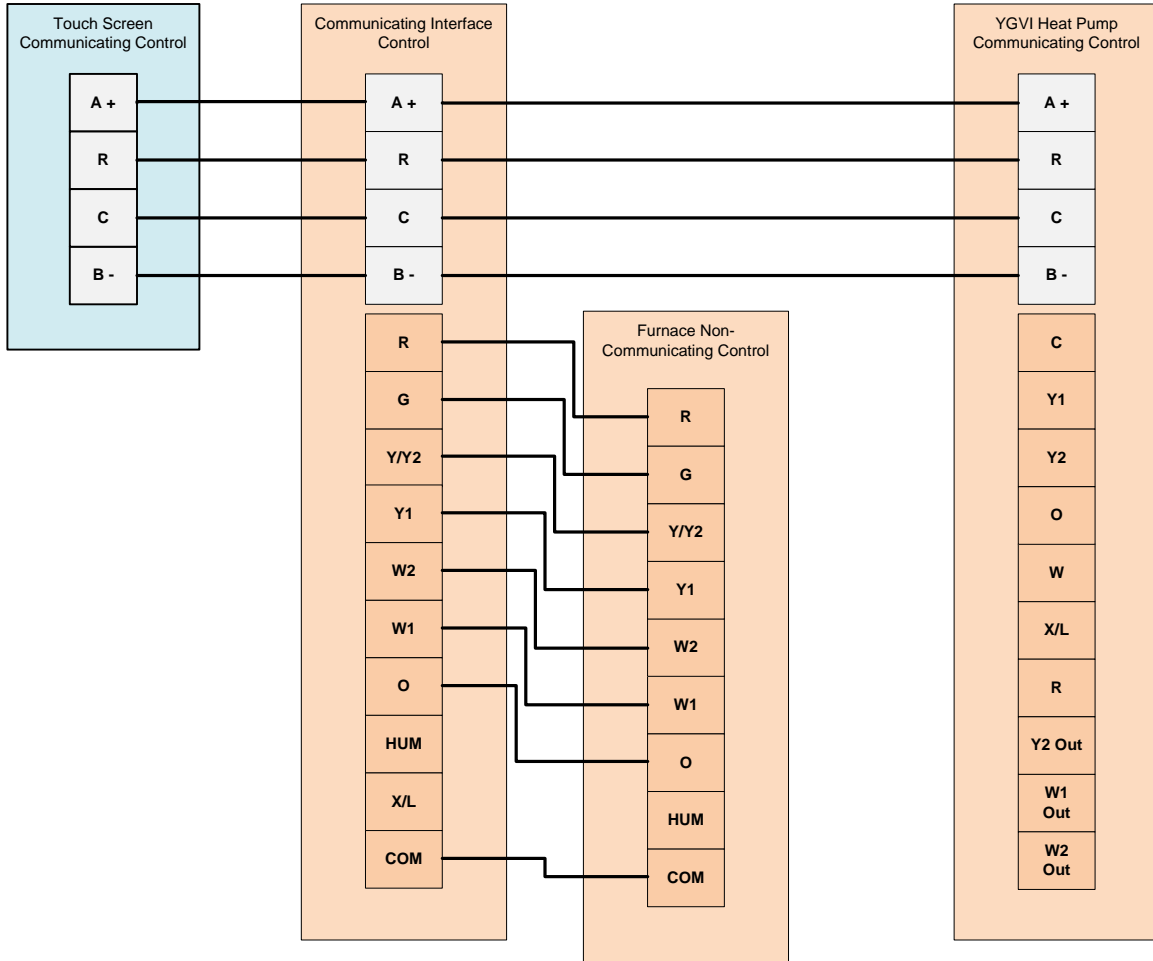 Touch Screen
Communicating Control
A +
R
C
B -
Communicating Interface
Control
A +
R
C
B -
R
G
Y/Y2
Y1
W2
W1
O
HUM
X/L
COM
Furnace Non-
Communicating Control
R
G
Y/Y2
Y1
W2
W1
O
HUM
COM
YGVI Heat Pump
Communicating Control
A +
R
C
B -
C
Y1
Y2
O
W
X/L
R
Y2 Out
W1
Out
W2
Out